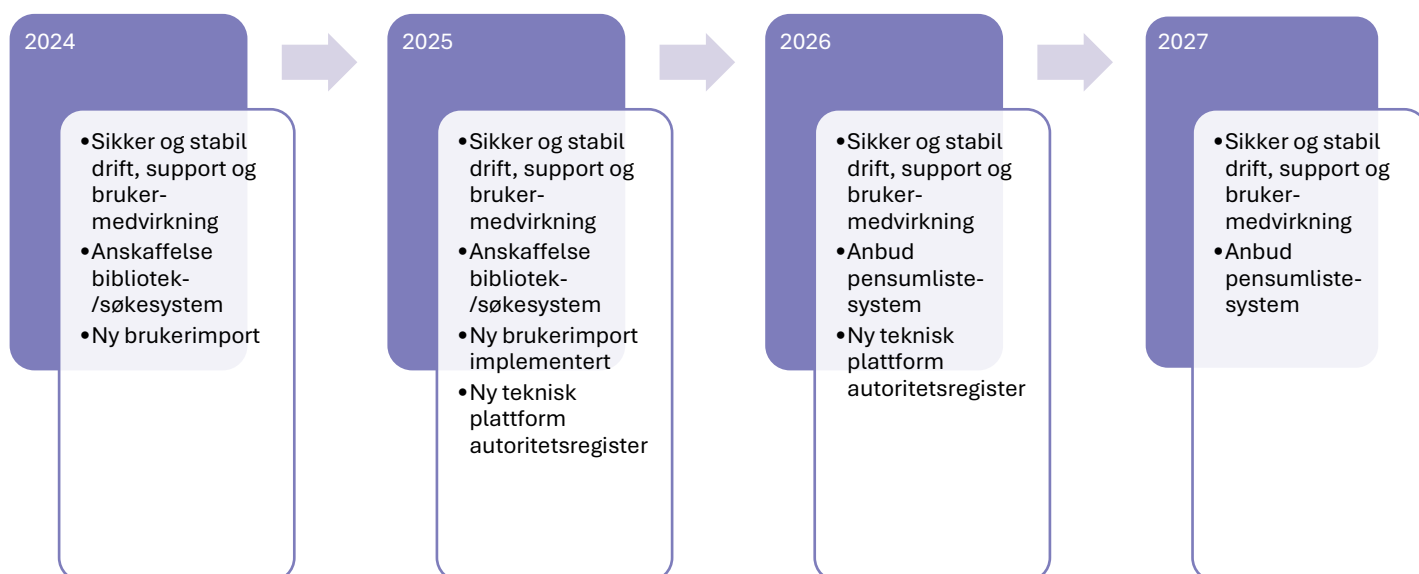 2024
•Sikker og stabil
drift, support og
bruker-
medvirkning
•Anskaffelse
bibliotek-
/søkesystem
•Ny brukerimport
2025
•Sikker og stabil
drift, support og
bruker-
medvirkning
•Anskaffelse
bibliotek-
/søkesystem
•Ny brukerimport
implementert
•Ny teknisk
plattform
autoritetsregister
2026
•Sikker og stabil
drift, support og
bruker-
medvirkning
•Anbud
pensumliste-
system
•Ny teknisk
plattform
autoritetsregister
2027
•Sikker og stabil
drift, support og
bruker-
medvirkning
•Anbud
pensumliste-
system